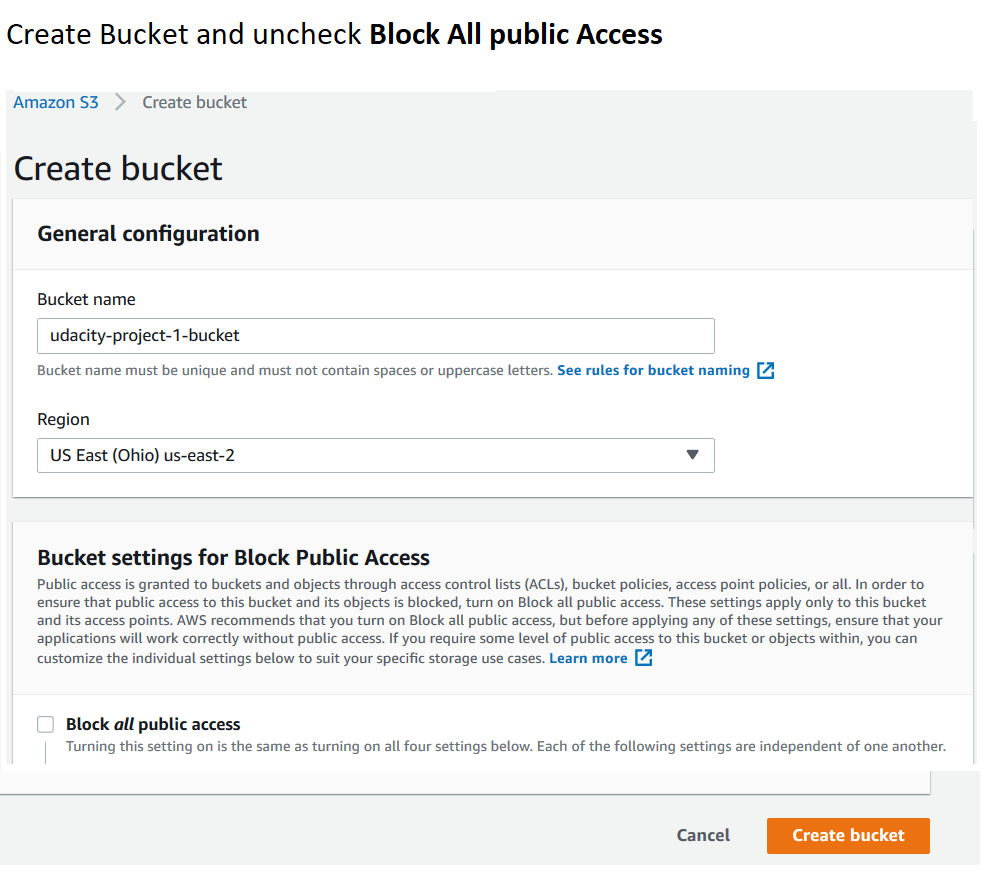 Create Bucket and uncheck Block All public Access
Amazon S3 > Create bucket
Create bucket
General configuration
Bucket name
udacity-project-1-bucket
Bucket name must be unique and must not contain spaces or uppercase letters. See rules for bucket naming
Region
US East (Ohio) us-east-2
Bucket settings for Block Public Access
Public access is granted to buckets and objects through access control lists (ACLs), bucket policies, access point policies, or all. In order to
ensure that public access to this bucket and its objects is blocked, turn on Block all public access. These settings apply only to this bucket
and its access points. AWS recommends that you turn on Block all public access, but before applying any of these settings, ensure that your
applications will work correctly without public access. If you require some level of public access to this bucket or objects within, you can
customize the individual settings below to suit your specific storage use cases. Learn more
Block all public access
Turning this setting on is the same as turning on all four settings below. Each of the following settings are independent of one another.
Cancel Create bucket